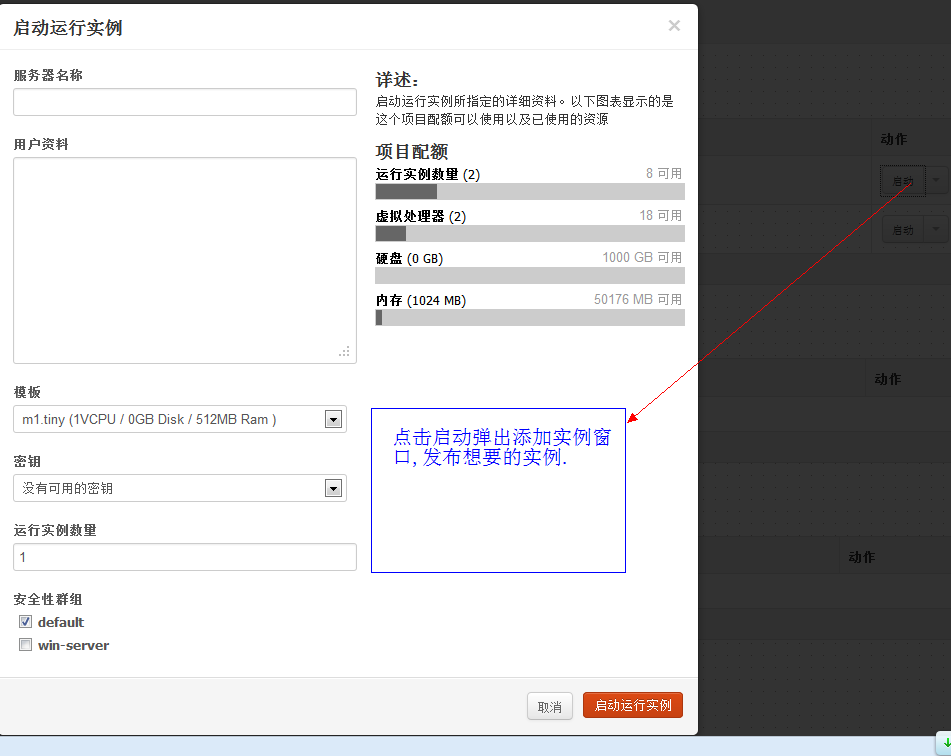 启动运行实例
×
服务器名称
用户资料
模板
m1.tiny (1VCPU / 0GB Disk / 512MB Ram )
密钥
没有可用的密钥
运行实例数量
1
安全性群组
default
win-server
详述：
启动运行实例所指定的详细资料。以下图表显示的是
这个项目配额可以使用以及已使用的资源
项目配额
运行实例数量 (2) 8 可用
虚拟处理器 (2) 18 可用
硬盘 (0 GB) 1000 GB 可用
内存 (1024 MB) 50176 MB 可用
点击启动弹出添加实例窗
口,发布想要的实例.
取消
启动运行实例
动作
启动
启动
动作
动作